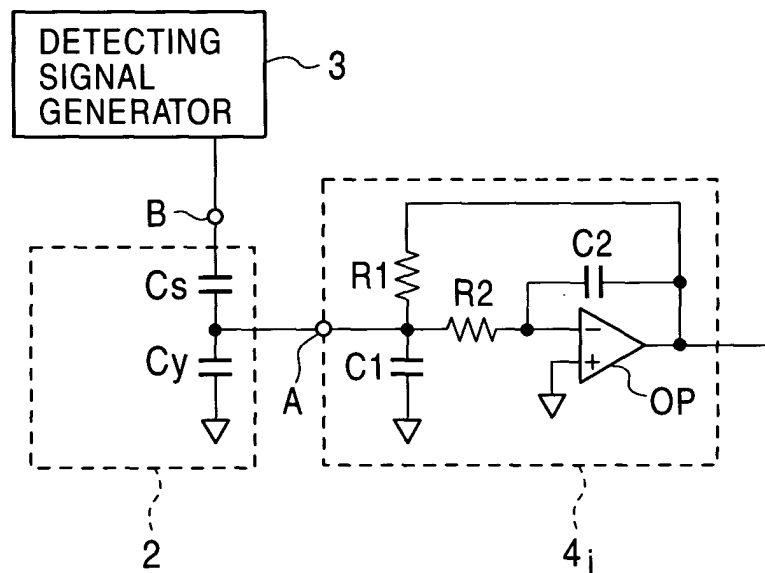 DETECTING
SIGNAL
GENERATOR
3
B
C2
R1
R2
Cs
−
Cy
A
C1
+
OP
2
4i